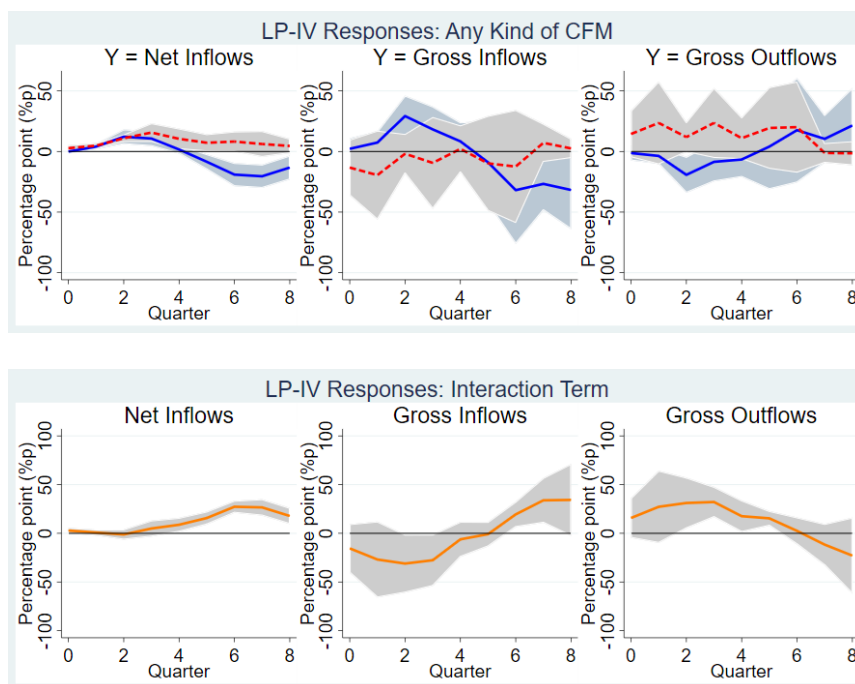 LP-IV Responses: Any Kind of CFM
Y = Net Inflows
Y = Gross Inflows
Y = Gross Outflows
Percentage point (%p)
50
0
-50
-100
0 2 4 6 8
Quarter
Percentage point (%p)
50
0
-50
-100
0 2 4 6 8
Quarter
Percentage point (%p)
50
0
-50
-100
0 2 4 6 8
Quarter
LP-IV Responses: Interaction Term
Net Inflows
Gross Inflows
Gross Outflows
Percentage point (%p)
100
50
0
-50
-100
0 2 4 6 8
Quarter
Percentage point (%p)
100
50
0
-50
-100
0 2 4 6 8
Quarter
Percentage point (%p)
100
50
0
-50
-100
0 2 4 6 8
Quarter